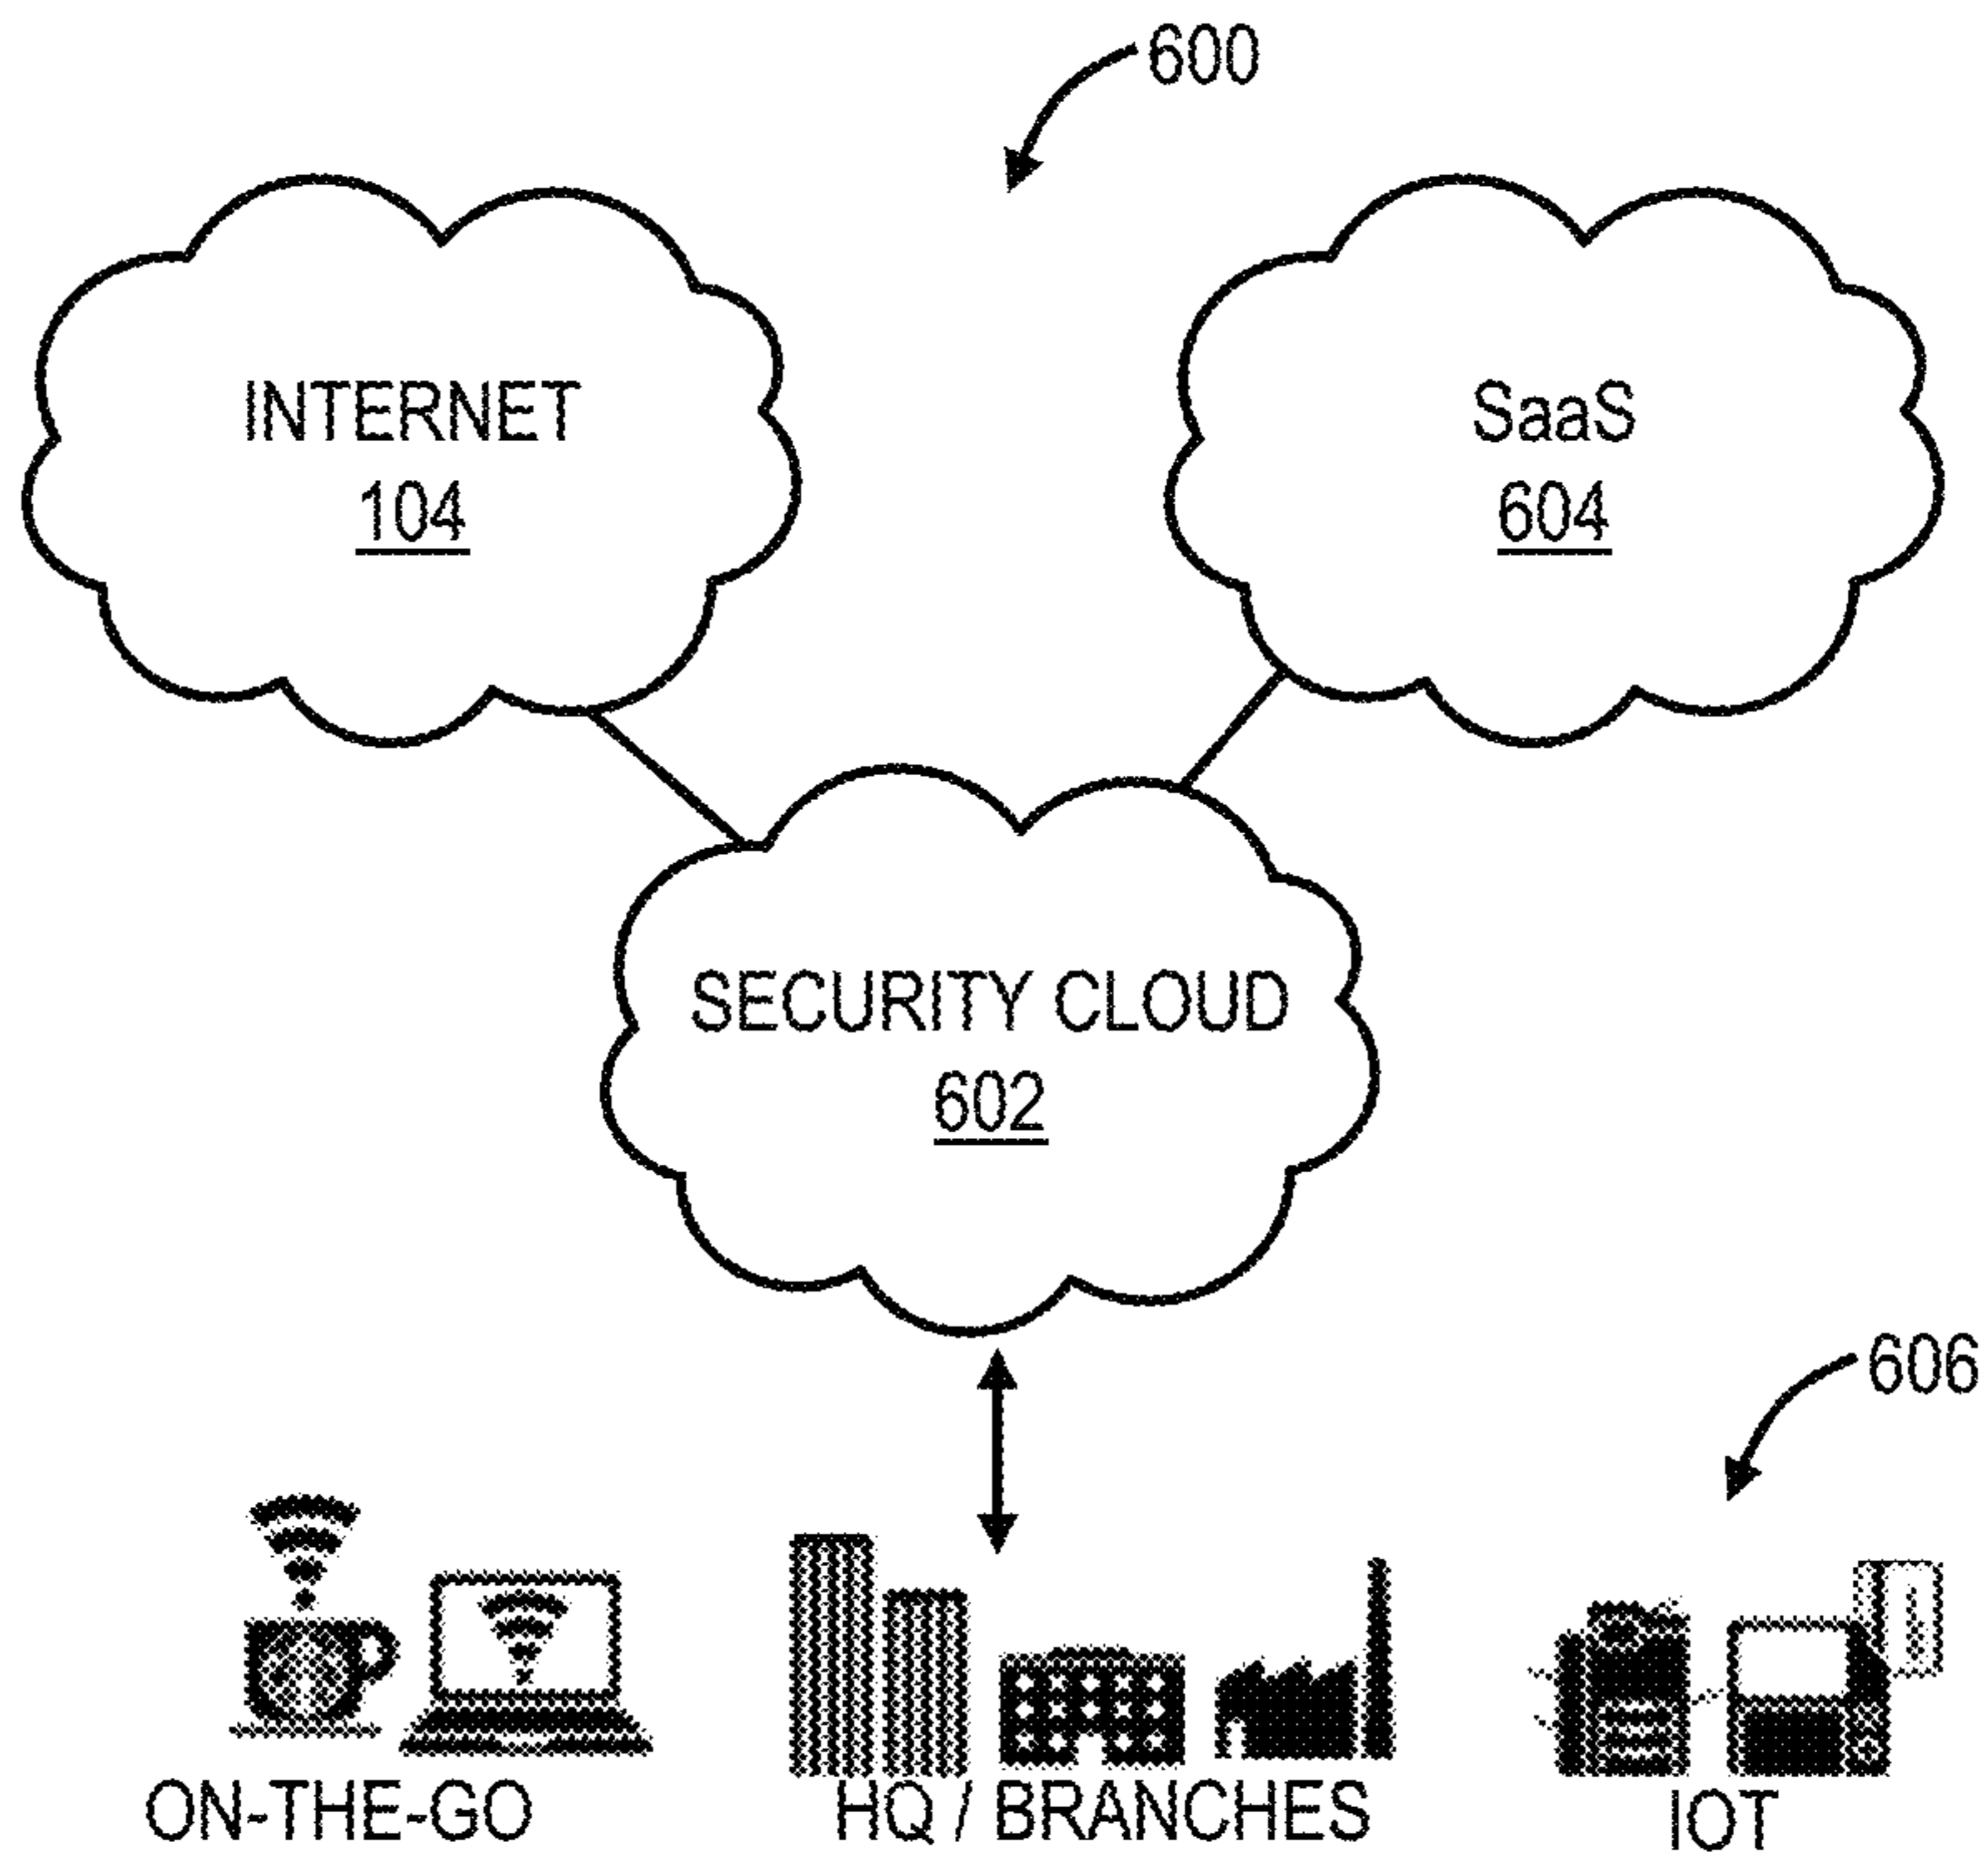 600
INTERNET
104
SaaS
604
SECURITY CLOUD
602
606
ON-THE-GO
HQ / BRANCHES
IOT